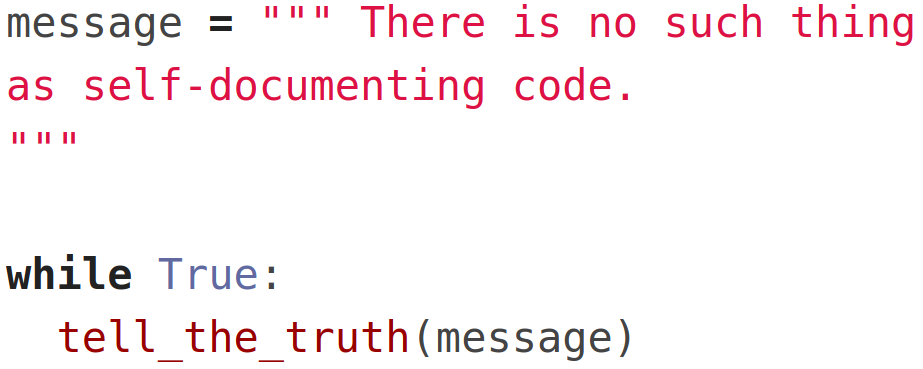 message = """ There is no such thing
as self-documenting code.
"""
while True:
  tell_the_truth(message)